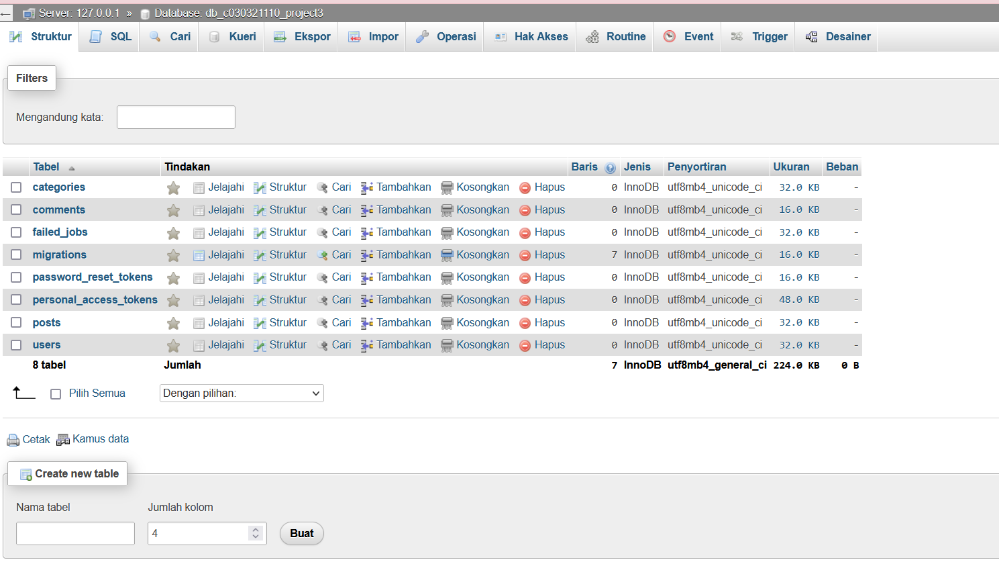 ← Server: 127.0.0.1 » Database: db_c030321110_project3
Struktur SQL Cari Kueri Ekspor Impor Operasi Hak Akses Routine Event Trigger Desainer
Filters
Mengandung kata:
Tabel Tindakan Baris Jenis Penyortiran Ukuran Beban
categories Jelajahi Struktur Cari Tambahkan Kosongkan Hapus 0 InnoDB utf8mb4_unicode_ci 32.0 KB -
comments Jelajahi Struktur Cari Tambahkan Kosongkan Hapus 0 InnoDB utf8mb4_unicode_ci 16.0 KB -
failed_jobs Jelajahi Struktur Cari Tambahkan Kosongkan Hapus 0 InnoDB utf8mb4_unicode_ci 32.0 KB -
migrations Jelajahi Struktur Cari Tambahkan Kosongkan Hapus 7 InnoDB utf8mb4_unicode_ci 16.0 KB -
password_reset_tokens Jelajahi Struktur Cari Tambahkan Kosongkan Hapus 0 InnoDB utf8mb4_unicode_ci 16.0 KB -
personal_access_tokens Jelajahi Struktur Cari Tambahkan Kosongkan Hapus 0 InnoDB utf8mb4_unicode_ci 48.0 KB -
posts Jelajahi Struktur Cari Tambahkan Kosongkan Hapus 0 InnoDB utf8mb4_unicode_ci 32.0 KB -
users Jelajahi Struktur Cari Tambahkan Kosongkan Hapus 0 InnoDB utf8mb4_unicode_ci 32.0 KB -
8 tabel Jumlah 7 InnoDB utf8mb4_general_ci 224.0 KB 0 B
Pilih Semua Dengan pilihan:
Cetak Kamus data
Create new table
Nama tabel Jumlah kolom
4 Buat